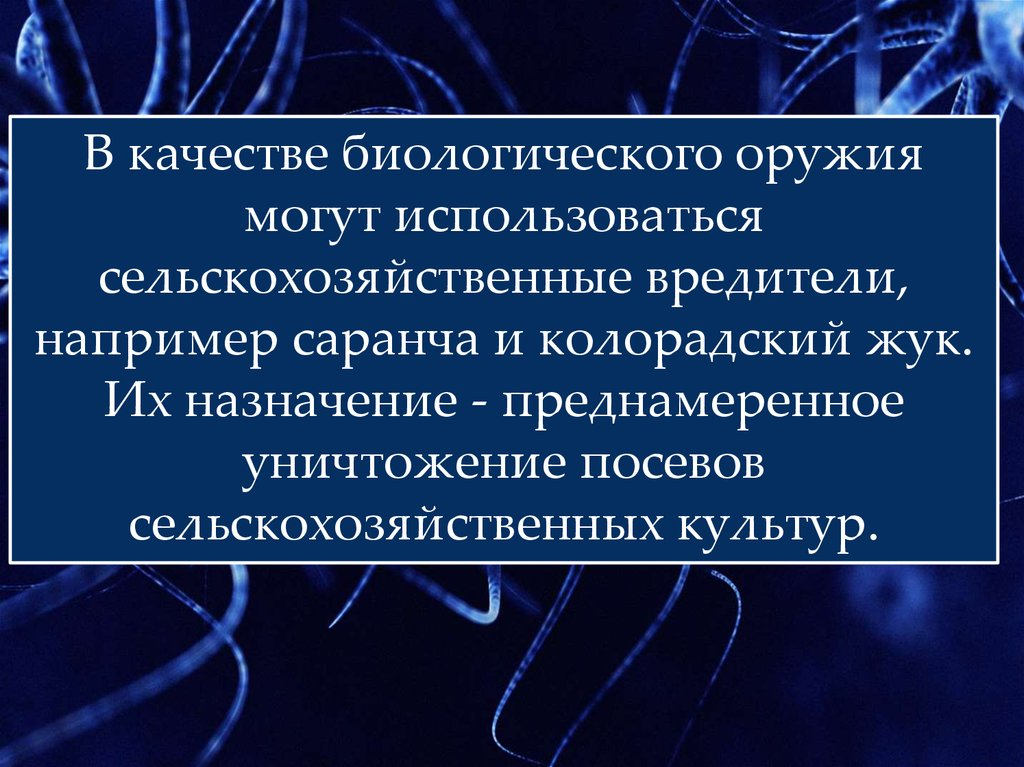 В качестве биологического оружия
могут использоваться
сельскохозяйственные вредители,
например саранча и колорадский жук.
Их назначение - преднамеренное
уничтожение посевов
сельскохозяйственных культур.